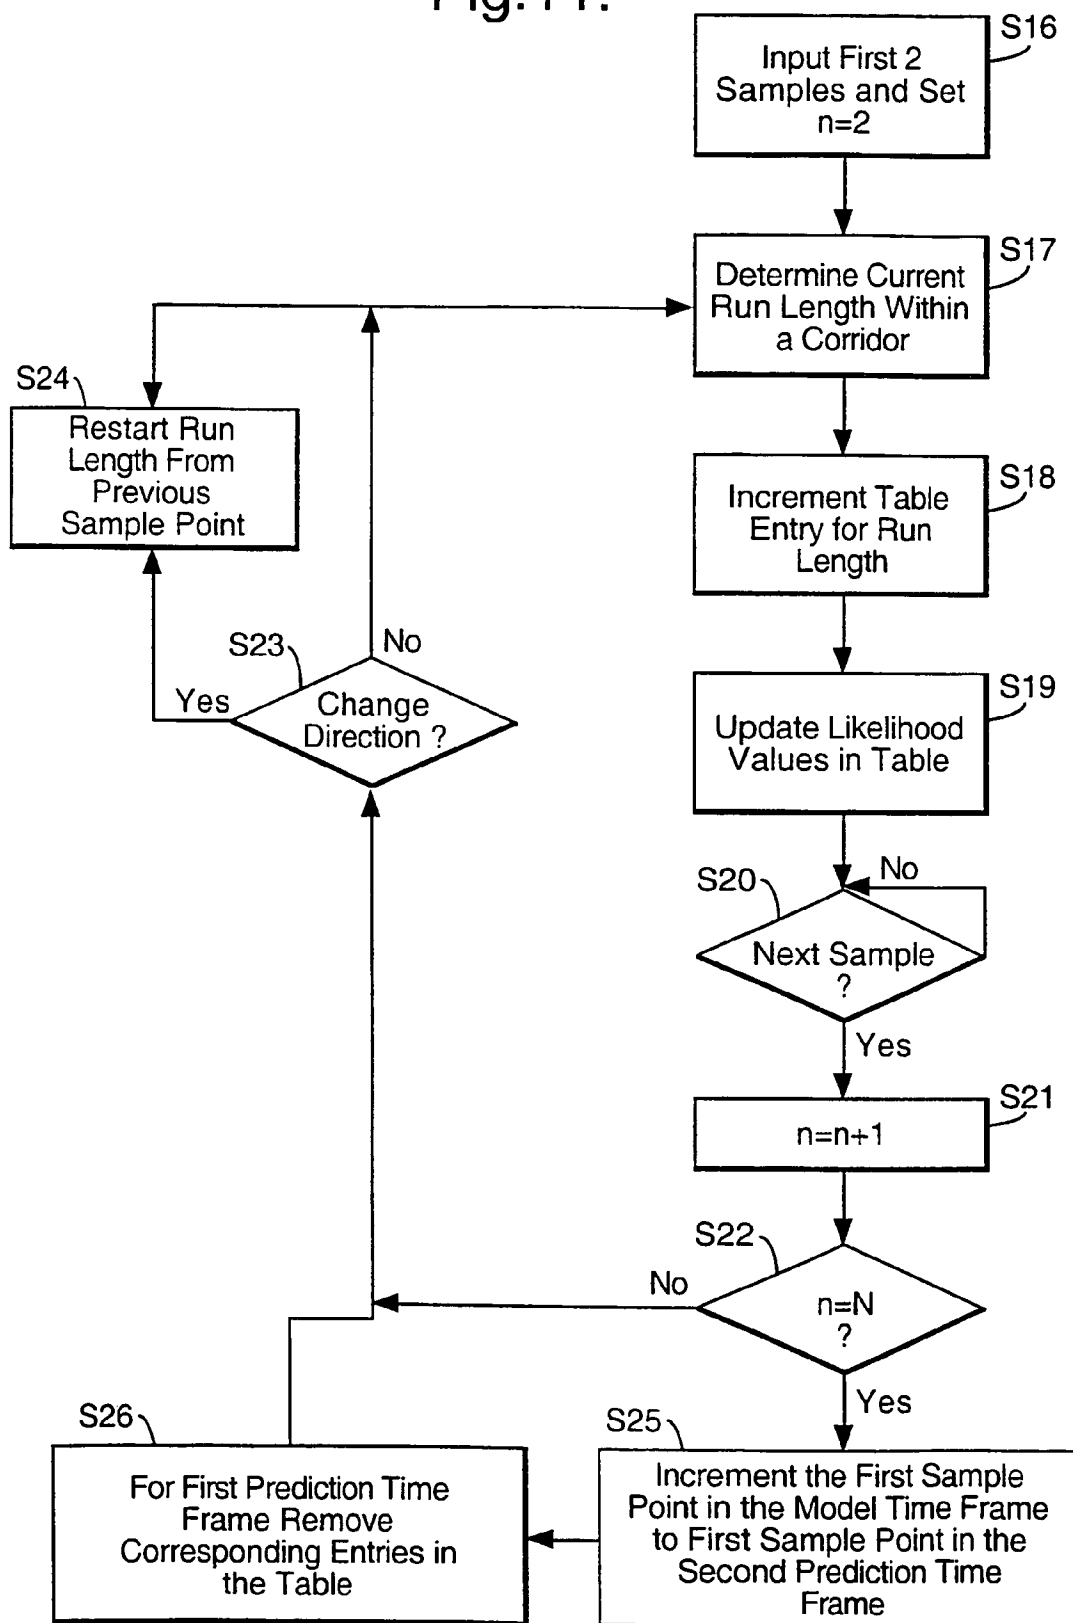 Fig.11.
S16
Input First 2
Samples and Set
n=2
S17
Determine Current
Run Length Within
a Corridor
S24
Restart Run
Length From
Previous
Sample Point
S18
Increment Table
Entry for Run
Length
S23
No
Yes
Change
Direction ?
S19
Update Likelihood
Values in Table
S20
No
Next Sample
?
Yes
S21
n=n+1
S22
No
n=N
?
Yes
S26
For First Prediction Time
Frame Remove
Corresponding Entries in
the Table
S25
Increment the First Sample
Point in the Model Time Frame
to First Sample Point in the
Second Prediction Time
Frame